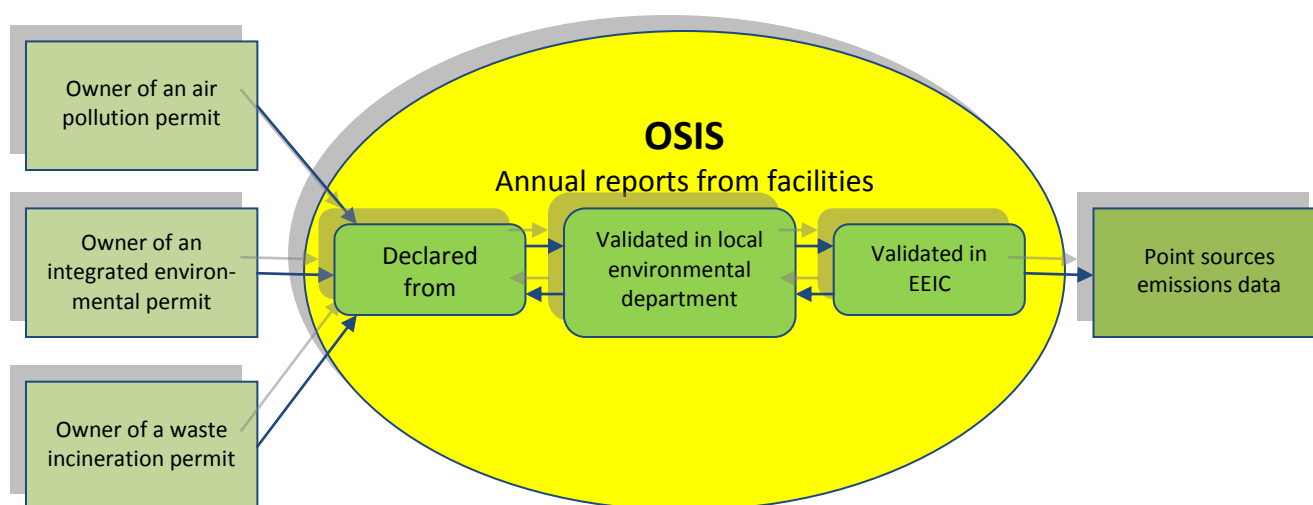 Owner of an air
pollution permit
Owner of an
integrated environ-
mental permit
Owner of a waste
incineration permit
OSIS
Annual reports from facilities
Declared
from
Validated in local
environmental
department
Validated in
EEIC
Point sources
emissions data